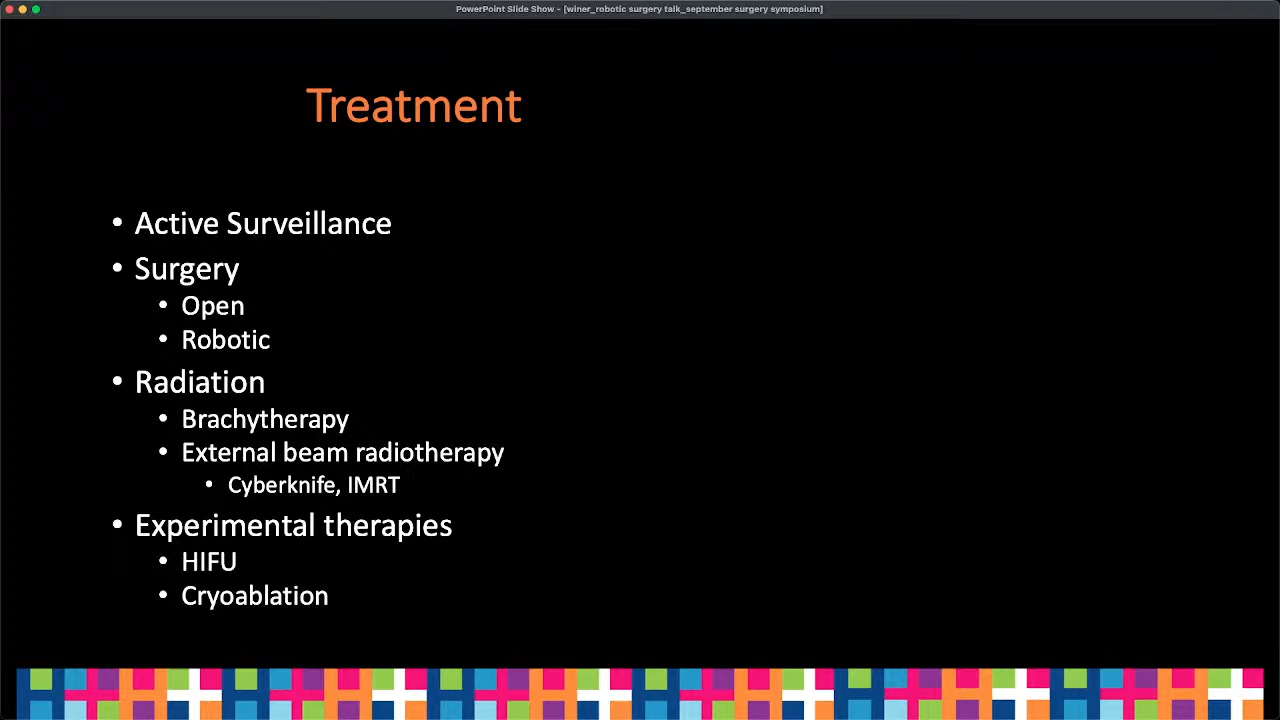 PowerPoint Slide Show - [winer_robotic surgery talk_september surgery symposium]
Treatment
• Active Surveillance
• Surgery
• Open
• Robotic
• Radiation
• Brachytherapy
• External beam radiotherapy
• Cyberknife, IMRT
• Experimental therapies
• HIFU
• Cryoablation